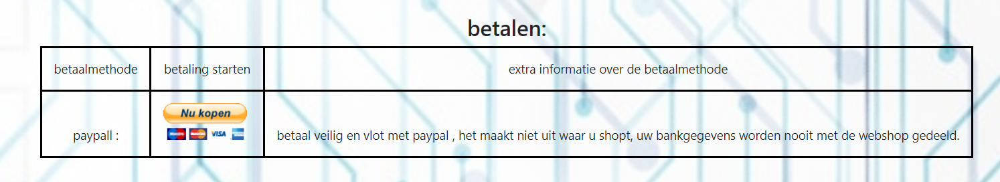 betalen:
betaalmethode betaling starten extra informatie over de betaalmethode
Nu kopen
VISA
paypall : betaal veilig en vlot met paypal , het maakt niet uit waar u shopt, uw bankgegevens worden nooit met de webshop gedeeld.